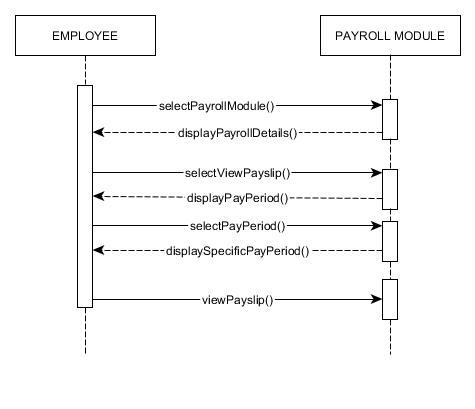 EMPLOYEE
PAYROLL MODULE
selectPayrollModule()
displayPayrollDetails()
selectViewPayslip()
displayPayPeriod()
selectPayPeriod()
displaySpecificPayPeriod()
viewPayslip()